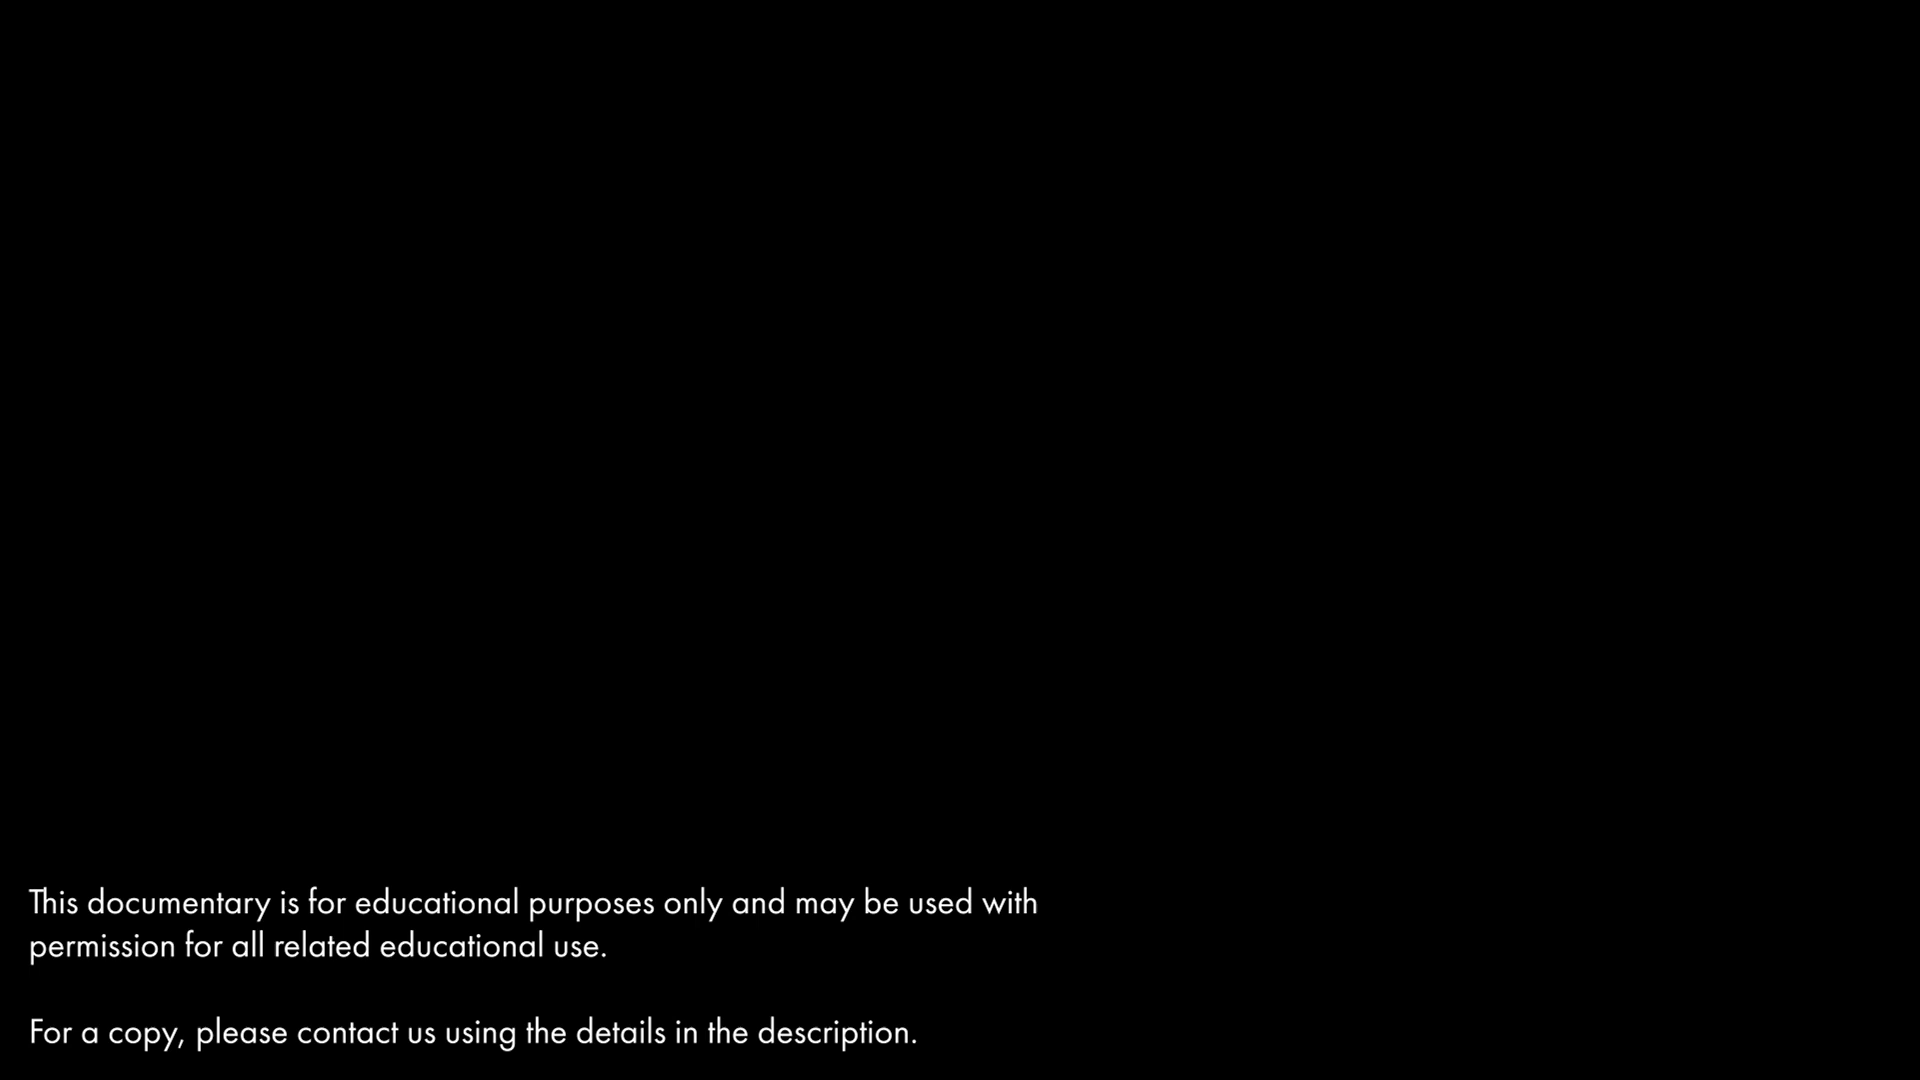 This documentary is for educational purposes only and may be used with
permission for all related educational use.
For a copy, please contact us using the details in the description.